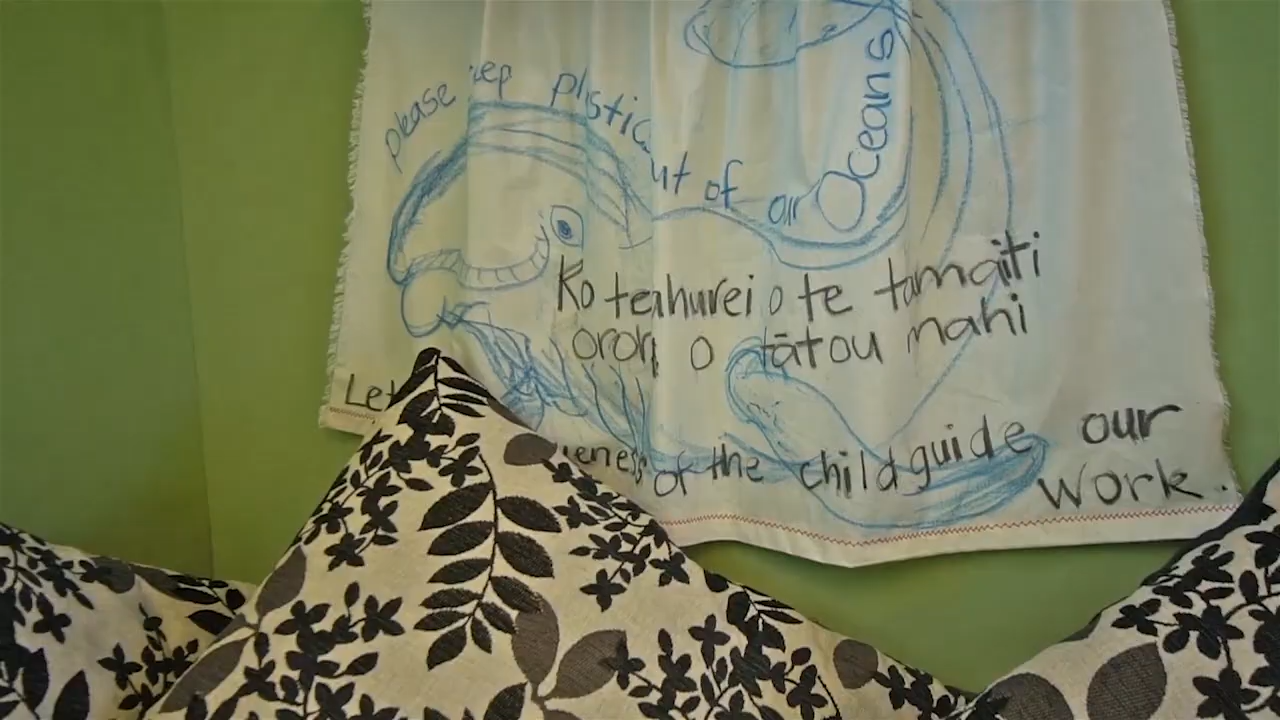 please keep plastic out of our Oceans
Ko te ahurei o te tamaiti
o tātou mahi
Let
of the child guide our
work.